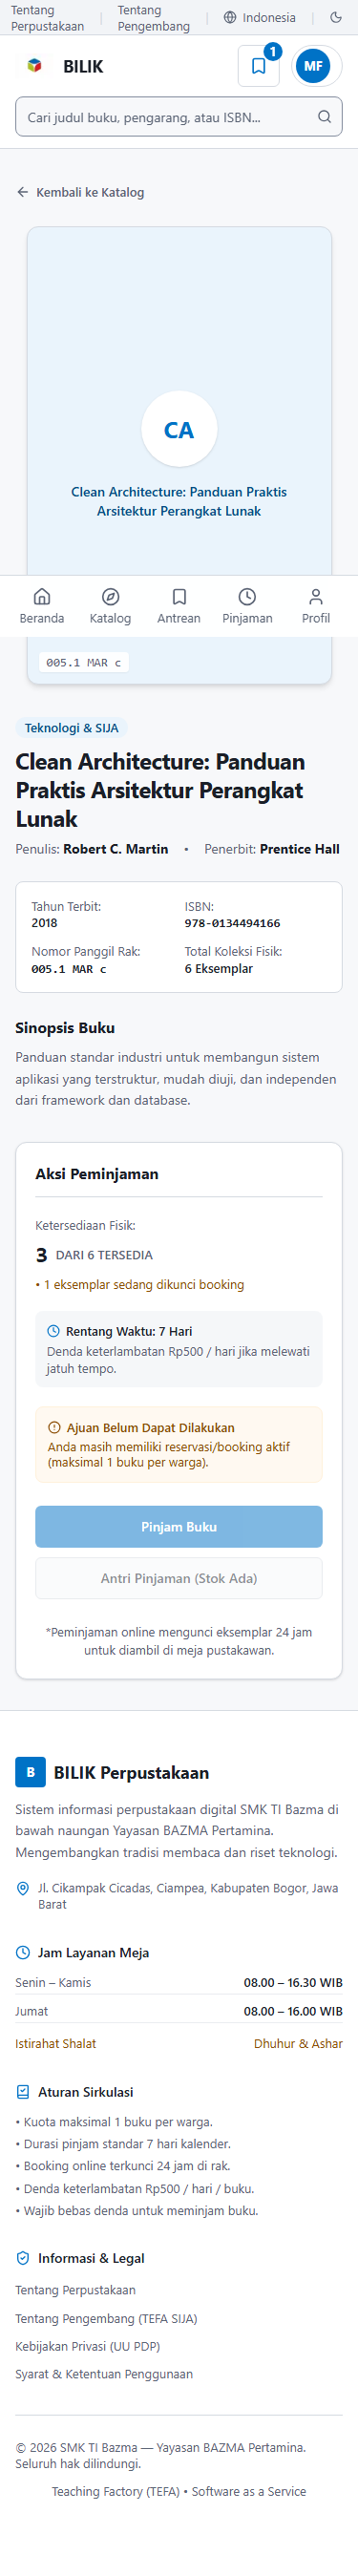 Tentang
Perpustakaan
Tentang
Pengembang
Indonesia
BILIK
1
MF
Cari judul buku, pengarang, atau ISBN...
Kembali ke Katalog
CA
Clean Architecture: Panduan Praktis
Arsitektur Perangkat Lunak
Beranda
Katalog
Antrean
Pinjaman
Profil
005.1 MAR c
Teknologi & SIJA
Clean Architecture: Panduan
Praktis Arsitektur Perangkat
Lunak
Penulis: Robert C. Martin • Penerbit: Prentice Hall
Tahun Terbit:
2018
ISBN:
978-0134494166
Nomor Panggil Rak:
005.1 MAR c
Total Koleksi Fisik:
6 Eksemplar
Sinopsis Buku
Panduan standar industri untuk membangun sistem
aplikasi yang terstruktur, mudah diuji, dan independen
dari framework dan database.
Aksi Peminjaman
Ketersediaan Fisik:
3 DARI 6 TERSEDIA
• 1 eksemplar sedang dikunci booking
Rentang Waktu: 7 Hari
Denda keterlambatan Rp500 / hari jika melewati
jatuh tempo.
Ajuan Belum Dapat Dilakukan
Anda masih memiliki reservasi/booking aktif
(maksimal 1 buku per warga).
Pinjam Buku
Antri Pinjaman (Stok Ada)
*Peminjaman online mengunci eksemplar 24 jam
untuk diambil di meja pustakawan.
B BILIK Perpustakaan
Sistem informasi perpustakaan digital SMK TI Bazma di
bawah naungan Yayasan BAZMA Pertamina.
Mengembangkan tradisi membaca dan riset teknologi.
Jl. Cikampak Cicadas, Ciampea, Kabupaten Bogor, Jawa
Barat
Jam Layanan Meja
Senin – Kamis 08.00 – 16.30 WIB
Jumat 08.00 – 16.00 WIB
Istirahat Shalat Dhuhur & Ashar
Aturan Sirkulasi
• Kuota maksimal 1 buku per warga.
• Durasi pinjam standar 7 hari kalender.
• Booking online terkunci 24 jam di rak.
• Denda keterlambatan Rp500 / hari / buku.
• Wajib bebas denda untuk meminjam buku.
Informasi & Legal
Tentang Perpustakaan
Tentang Pengembang (TEFA SIJA)
Kebijakan Privasi (UU PDP)
Syarat & Ketentuan Penggunaan
© 2026 SMK TI Bazma — Yayasan BAZMA Pertamina.
Seluruh hak dilindungi.
Teaching Factory (TEFA) • Software as a Service